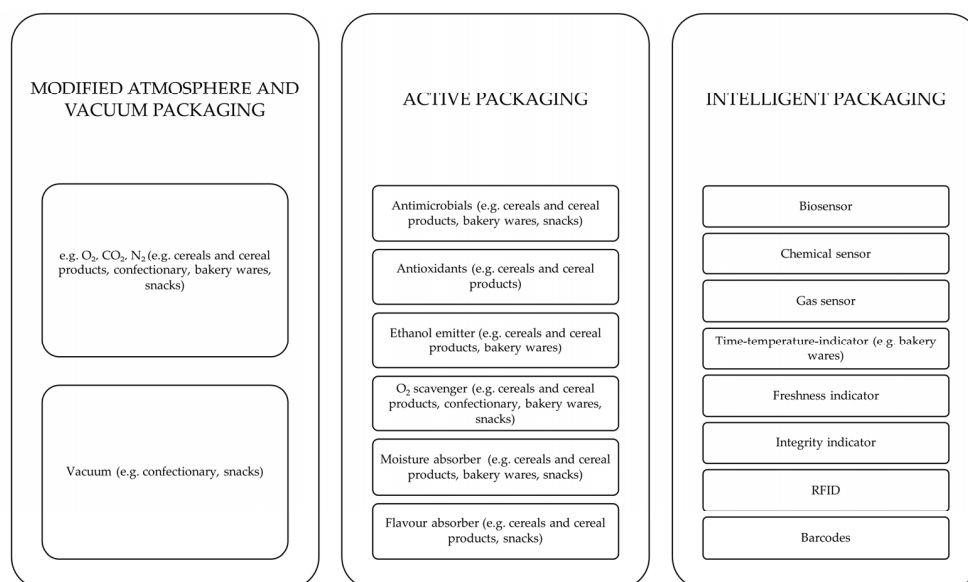 MODIFIED ATMOSPHERE AND
VACUUM PACKAGING
e.g. O₂, CO₂, N₂ (e.g. cereals and cereal
products, confectionary, bakery wares,
snacks)
Vacuum (e.g. confectionary, snacks)
ACTIVE PACKAGING
Antimicrobials (e.g. cereals and cereal
products, bakery wares, snacks)
Antioxidants (e.g. cereals and cereal
products)
Ethanol emitter (e.g. cereals and cereal
products, bakery wares)
O₂ scavenger (e.g. cereals and cereal
products, confectionary, bakery wares,
snacks)
Moisture absorber (e.g. cereals and cereal
products, bakery wares, snacks)
Flavour absorber (e.g. cereals and cereal
products, snacks)
INTELLIGENT PACKAGING
Biosensor
Chemical sensor
Gas sensor
Time-temperature-indicator (e.g. bakery
wares)
Freshness indicator
Integrity indicator
RFID
Barcodes